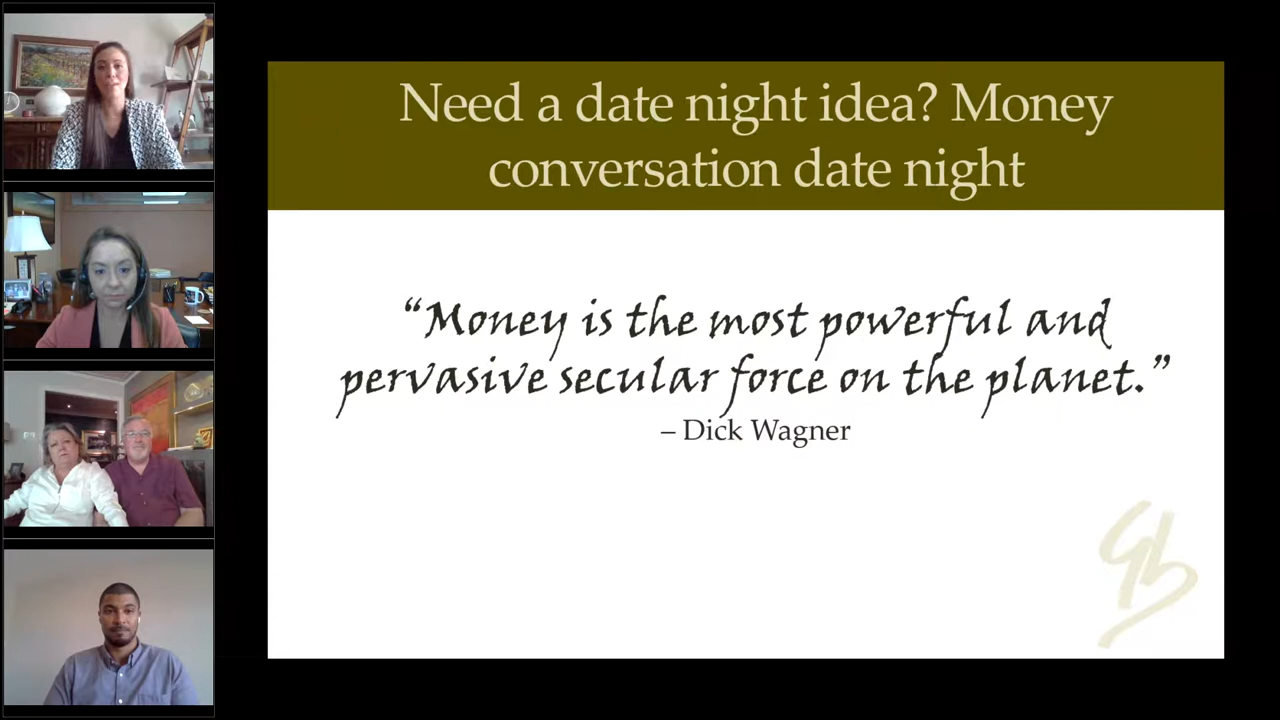 Need a date night idea? Money
conversation date night
“Money is the most powerful and
pervasive secular force on the planet.”
– Dick Wagner